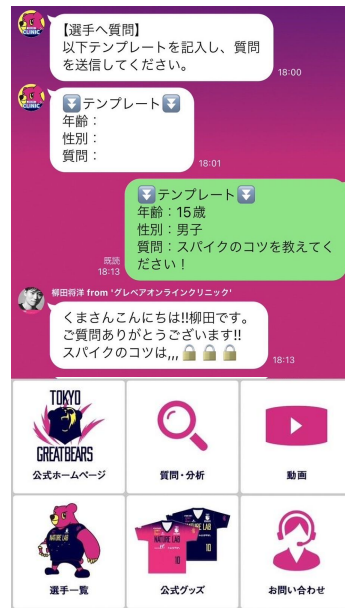 【選手へ質問】
以下テンプレートを記入し、質問
を送信してください。
18:00
⏬テンプレート⏬
年齢：
性別：
質問：
18:01
⏬テンプレート⏬
年齢：15歳
性別：男子
質問：スパイクのコツを教えてく
ださい！
既読
18:13
柳田将洋 from 'グレベアオンラインクリニック'
くまさんこんにちは!!柳田です。
ご質問ありがとうございます!!
スパイクのコツは,,,🔒🔒🔒
18:13
TOKYO
GREATBEARS
公式ホームページ
質問・分析
動画
NATURE LAB
選手一覧
NATURE LAB
10
NATURE LAB
10
公式グッズ
お問い合わせ